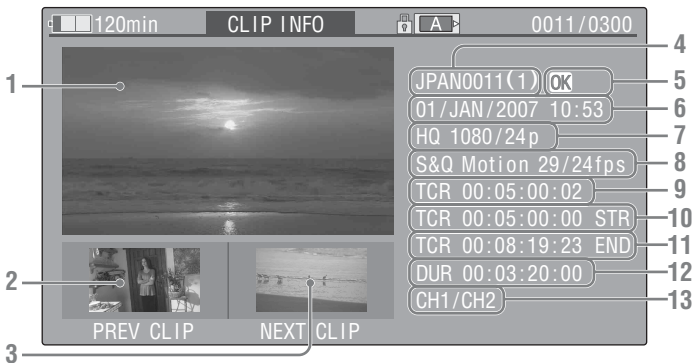 120min CLIP INFO A 0011/0300
4
1 JPAN0011(1) OK 5
01/JAN/2007 10:53 6
HQ 1080/24p 7
S&Q Motion 29/24fps 8
TCR 00:05:00:02 9
TCR 00:05:00:00 STR 10
TCR 00:08:19:23 END 11
2 DUR 00:03:20:00 12
CH1/CH2 13
PREV CLIP NEXT CLIP
3